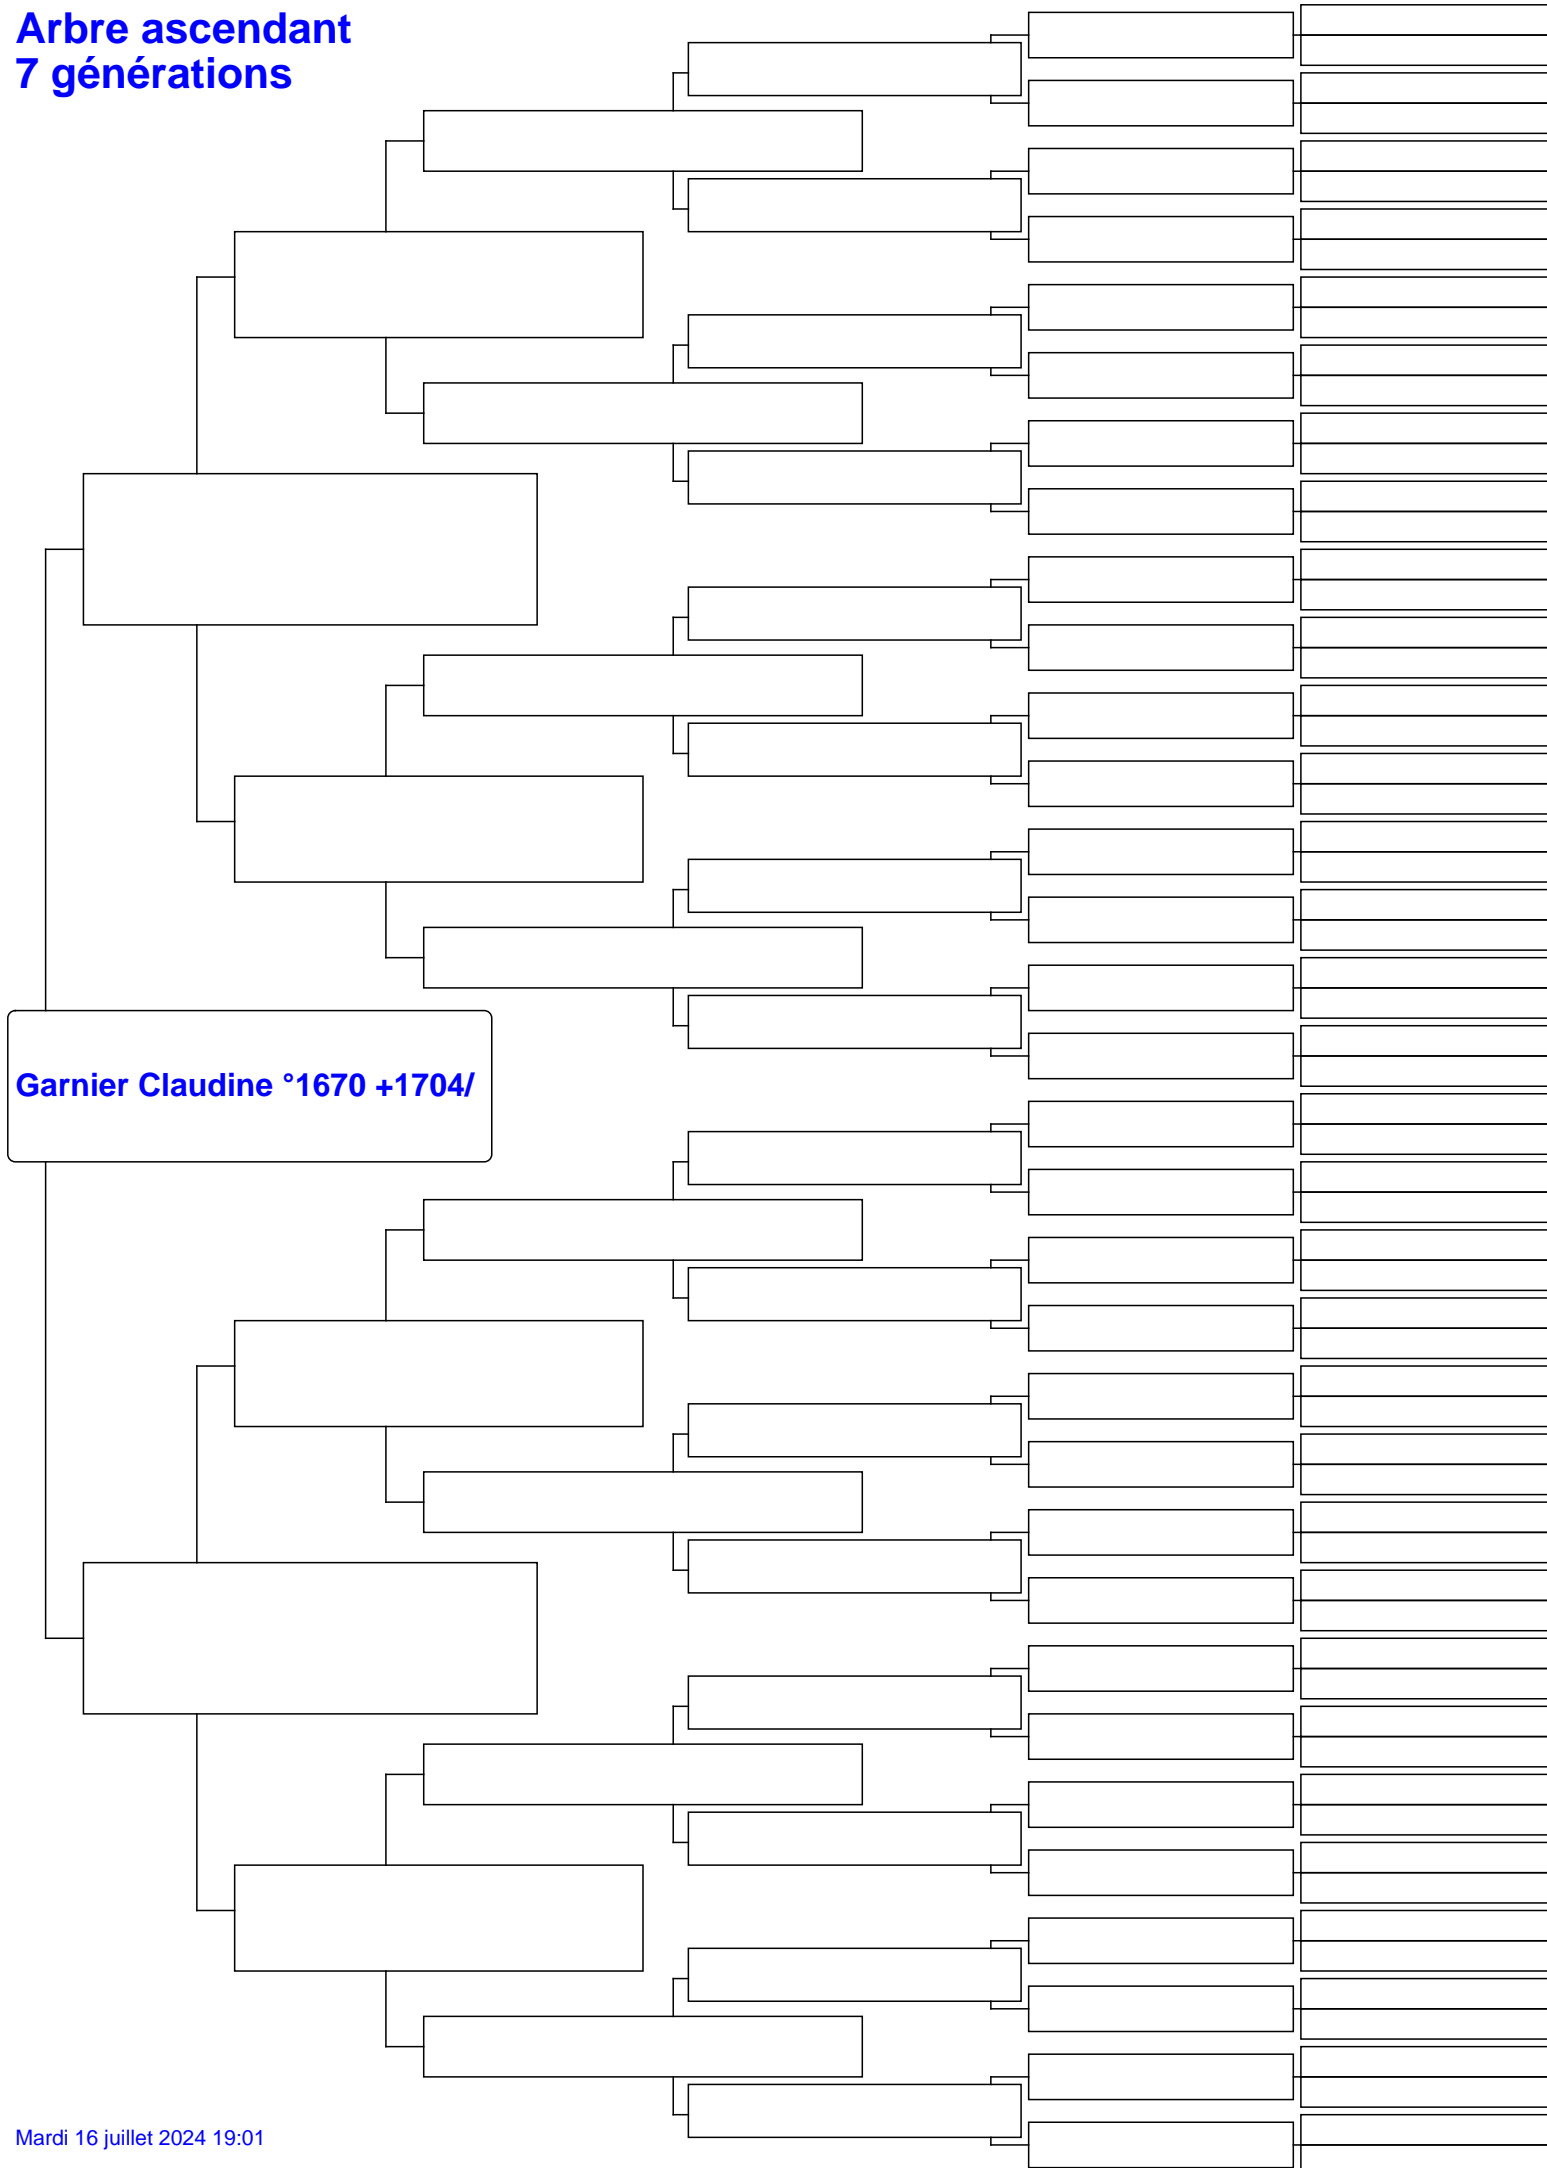 Arbre ascendant
7 générations
Garnier Claudine °1670 +1704/
Mardi 16 juillet 2024 19:01